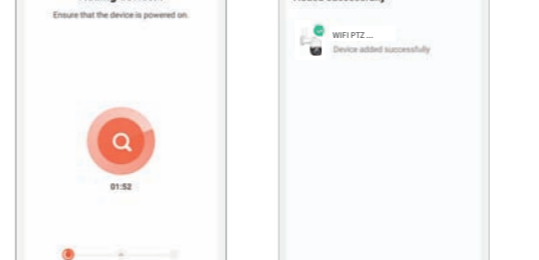 Ensure that the device is powered on.
01:52
WIFI PTZ ...
Device added successfully